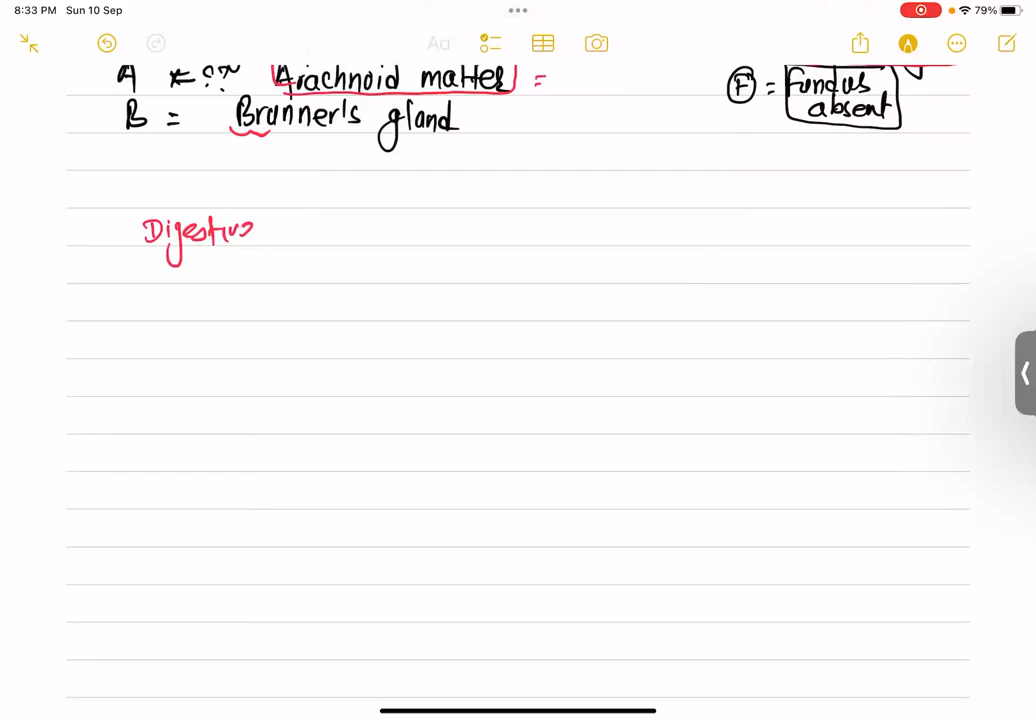 8:33 PM Sun 10 Sep
79%
Aa
A ?? Arachnoid matter =
B = Brunner's gland
F = Fundus
absent
Digestive